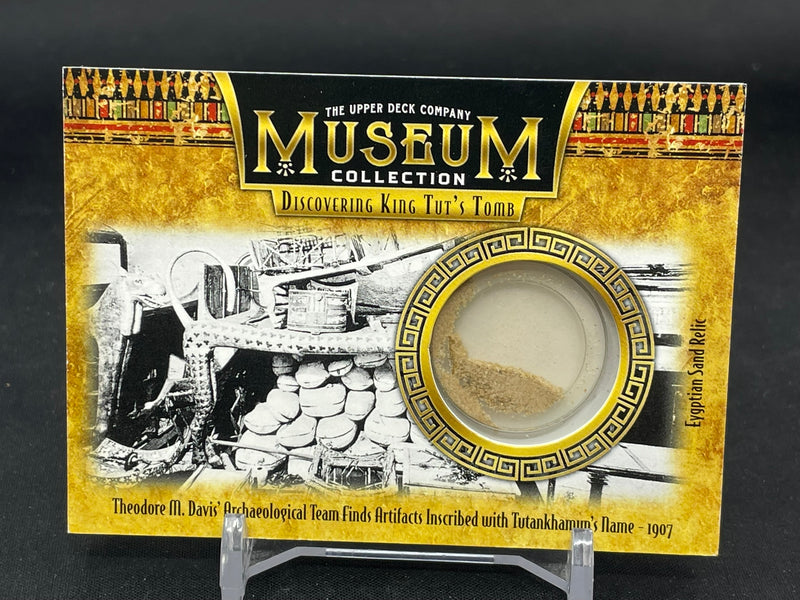 THE UPPER DECK COMPANY
MUSEUM
COLLECTION
DISCOVERING KING TUT'S TOMB
Eygptian Sand Relic
Theodore M. Davis' Archaeological Team Finds Artifacts Inscribed with Tutankhamun's Name - 1907